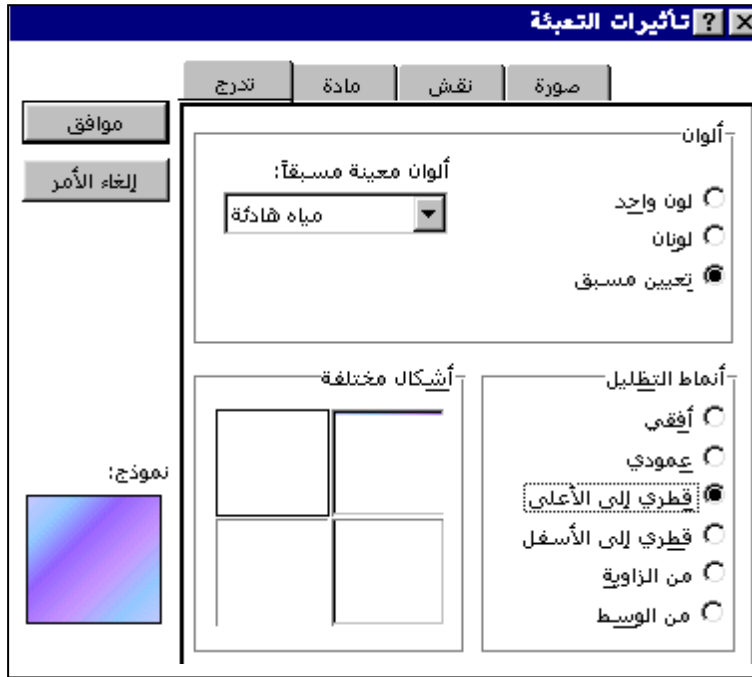 تأثيرات التعبئة
تدرج مادة نقش صورة
موافق
إلغاء الأمر
ألوان
لون واحد
لونان
تعيين مسبق
ألوان معينة مسبقاً:
مياه هادئة
أنماط التظليل
أفقي
عمودي
قطري إلى الأعلى
قطري إلى الأسفل
من الزاوية
من الوسط
أشكال مختلفة
نموذج: